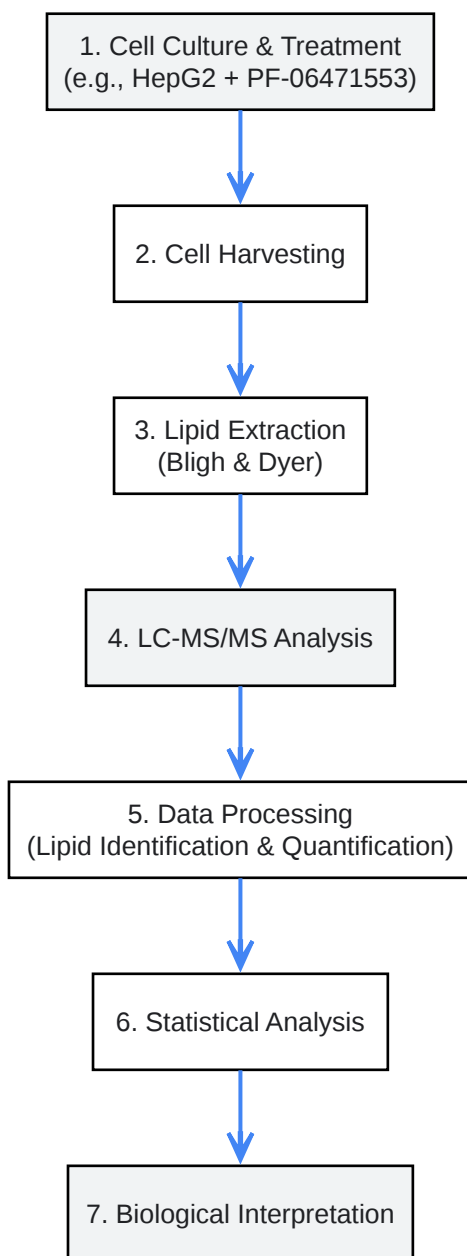 1. Cell Culture & Treatment
(e.g., HepG2 + PF-06471553)
2. Cell Harvesting
3. Lipid Extraction
(Bligh & Dyer)
4. LC-MS/MS Analysis
5. Data Processing
(Lipid Identification & Quantification)
6. Statistical Analysis
7. Biological Interpretation